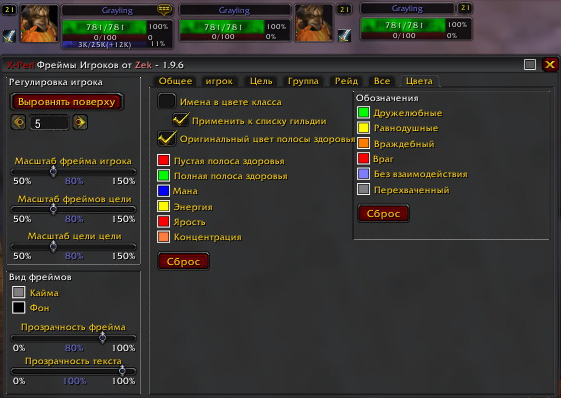 21 Grayling Grayling 21 Grayling 21
781/781 100% 781/781 100% 781/781 100%
0/100 0 0/100 0 0/100 0
3K/25K(+12K) 11%
X-Perl Фреймы Игроков от Zek - 1.9.6
Регулировка игрока
Выровнять поверху
5
Масштаб фрейма игрока
50% 80% 150%
Масштаб фреймов цели
50% 80% 150%
Масштаб цели цели
50% 80% 150%
Вид фреймов
Кайма
Фон
Прозрачность фрейма
0% 80% 100%
Прозрачность текста
0% 100% 100%
Общее игрок Цель Группа Рейд Все Цвета
Имена в цвете класса
Применить к списку гильдии
Оригинальный цвет полосы здоровья
Пустая полоса здоровья
Полная полоса здоровья
Мана
Энергия
Ярость
Концентрация
Сброс
Обозначения
Дружелюбные
Равнодушные
Враждебный
Враг
Без взаимодействия
Перехваченный
Сброс